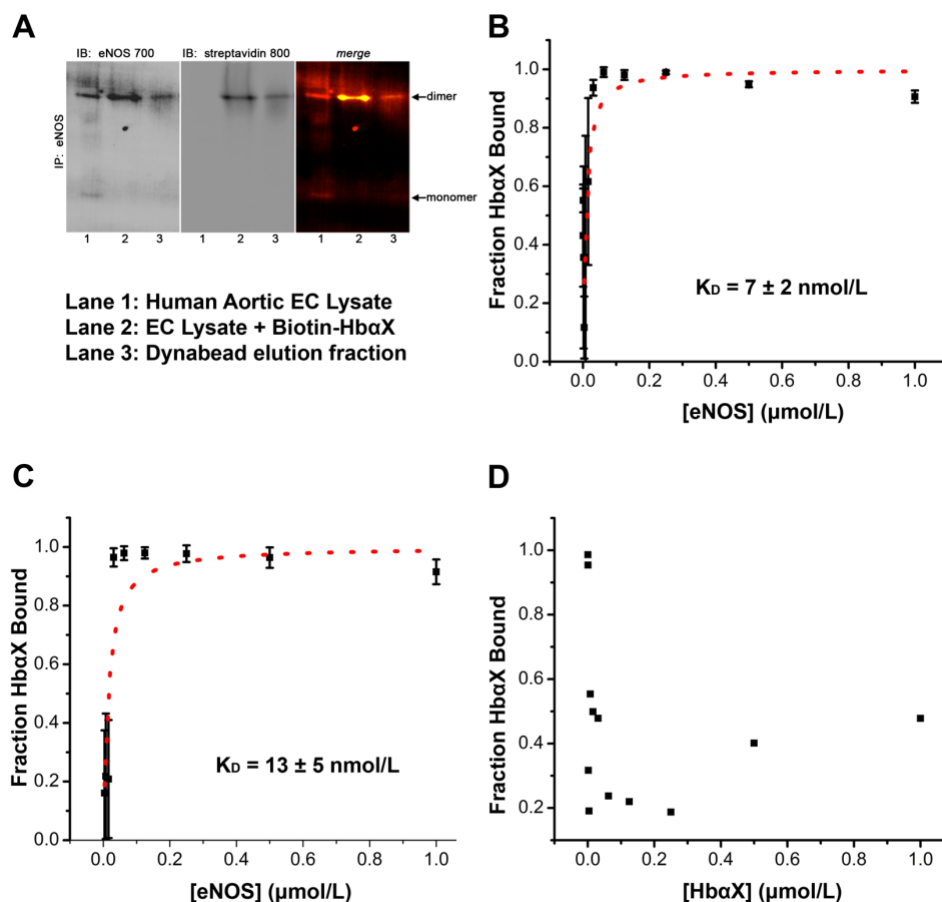 A
IB: eNOS 700
IB: streptavidin 800
merge
IP: eNOS
dimer
monomer
1 2 3 1 2 3 1 2 3
Lane 1: Human Aortic EC Lysate
Lane 2: EC Lysate + Biotin-HbαX
Lane 3: Dynabead elution fraction
B
Fraction HbαX Bound
1.0
0.8
0.6
0.4
0.2
0.0
KD = 7 ± 2 nmol/L
0.0 0.2 0.4 0.6 0.8 1.0
[eNOS] (µmol/L)
C
Fraction HbαX Bound
1.0
0.8
0.6
0.4
0.2
0.0
KD = 13 ± 5 nmol/L
0.0 0.2 0.4 0.6 0.8 1.0
[eNOS] (µmol/L)
D
Fraction HbαX Bound
1.0
0.8
0.6
0.4
0.2
0.0 0.2 0.4 0.6 0.8 1.0
[HbαX] (µmol/L)